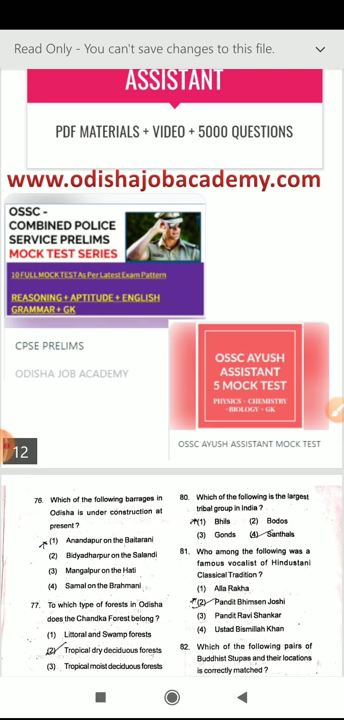 Read Only - You can't save changes to this file.
ASSISTANT
PDF MATERIALS + VIDEO + 5000 QUESTIONS
www.odishajobacademy.com
OSSC -
COMBINED POLICE
SERVICE PRELIMS
MOCK TEST SERIES
10 FULL MOCK TEST As Per Latest Exam Pattern
REASONING + APTITUDE + ENGLISH
GRAMMAR + GK
CPSE PRELIMS
ODISHA JOB ACADEMY
OSSC AYUSH
ASSISTANT
5 MOCK TEST
PHYSICS - CHEMISTRY
+BIOLOGY + GK
OSSC AYUSH ASSISTANT MOCK TEST
12
76. Which of the following barrages in
Odisha is under construction at
present ?
(1) Anandapur on the Baitarani
(2) Bidyadharpur on the Salandi
(3) Mangalpur on the Hati
(4) Samal on the Brahmani
77. To which type of forests in Odisha
does the Chandka Forest belong ?
(1) Littoral and Swamp forests
(2) Tropical dry deciduous forests
(3) Tropical moist deciduous forests
80. Which of the following is the largest
tribal group in India ?
(1) Bhils (2) Bodos
(3) Gonds (4) Santhals
81. Who among the following was a
famous vocalist of Hindustani
Classical Tradition ?
(1) Alla Rakha
(2) Pandit Bhimsen Joshi
(3) Pandit Ravi Shankar
(4) Ustad Bismillah Khan
82. Which of the following pairs of
Buddhist Stupas and their locations
is correctly matched ?